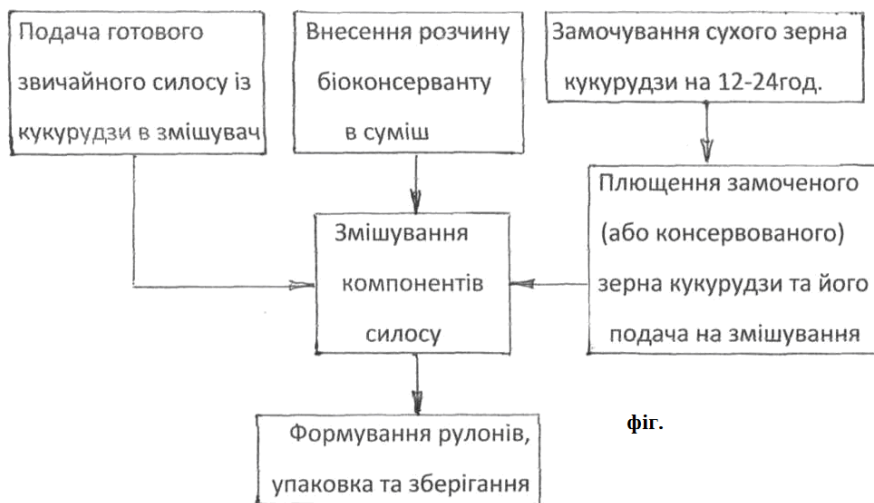 Подача готового
звичайного силосу із
кукурудзи в змішувач
Внесення розчину
біоконсерванту
в суміш
Замочування сухого зерна
кукурудзи на 12-24год.
Плющення замоченого
(або консервованого)
зерна кукурудзи та його
подача на змішування
Змішування
компонентів
силосу
Формування рулонів,
упаковка та зберігання
фіг.